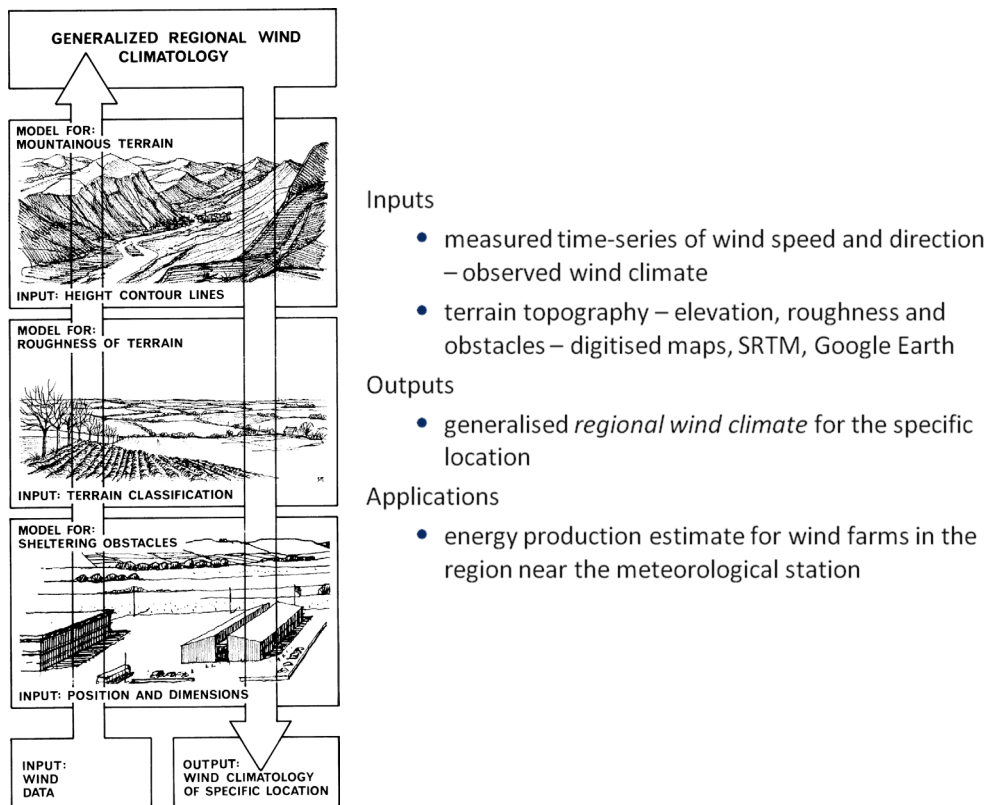 GENERALIZED REGIONAL WIND
CLIMATOLOGY
MODEL FOR:
MOUNTAINOUS TERRAIN
INPUT: HEIGHT CONTOUR LINES
MODEL FOR:
ROUGHNESS OF TERRAIN
INPUT: TERRAIN CLASSIFICATION
MODEL FOR:
SHELTERING OBSTACLES
INPUT: POSITION AND DIMENSIONS
INPUT:
WIND
DATA
OUTPUT:
WIND CLIMATOLOGY
OF SPECIFIC LOCATION
Inputs
• measured time-series of wind speed and direction
– observed wind climate
• terrain topography – elevation, roughness and
obstacles – digitised maps, SRTM, Google Earth
Outputs
• generalised regional wind climate for the specific
location
Applications
• energy production estimate for wind farms in the
region near the meteorological station